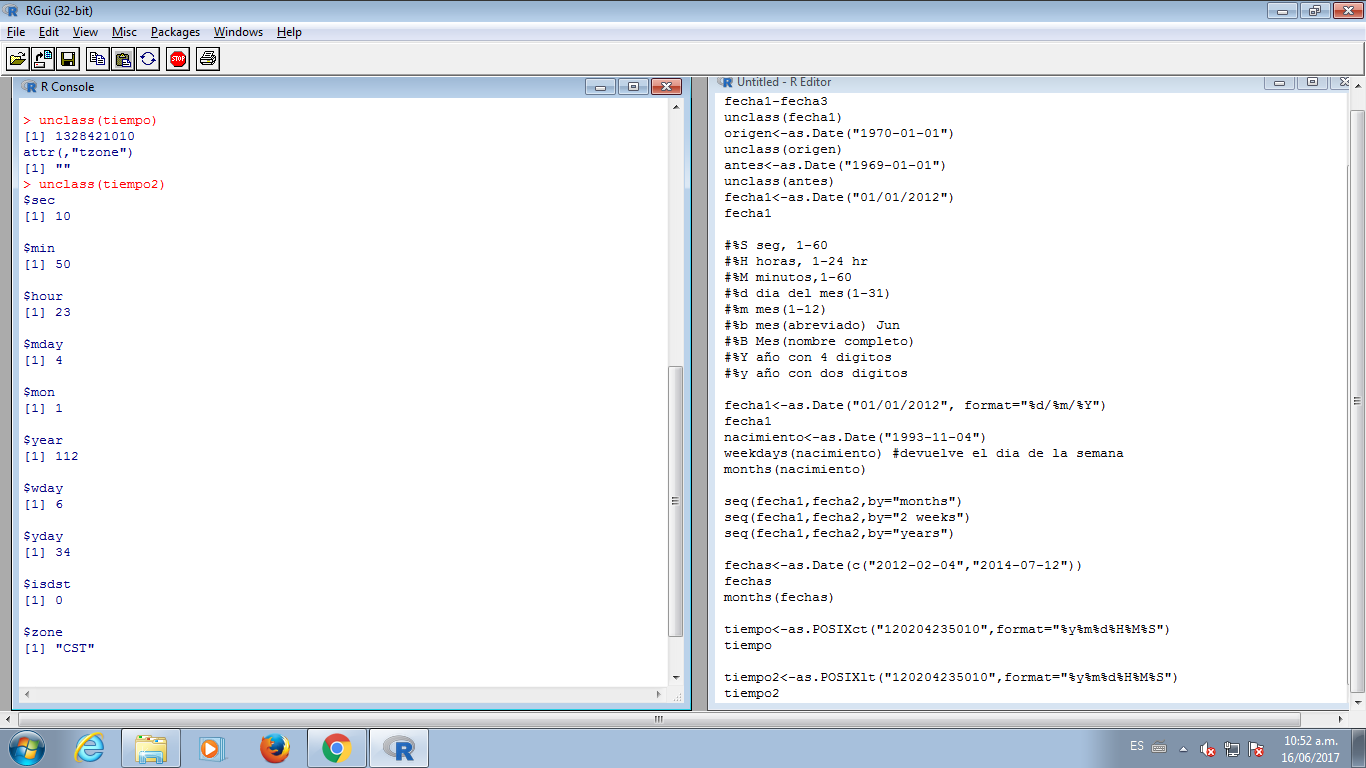 RGui (32-bit)
File Edit View Misc Packages Windows Help
STOP
R Console
> unclass(tiempo)
[1] 1328421010
attr(,"tzone")
[1] ""
> unclass(tiempo2)
$sec
[1] 10
$min
[1] 50
$hour
[1] 23
$mday
[1] 4
$mon
[1] 1
$year
[1] 112
$wday
[1] 6
$yday
[1] 34
$isdst
[1] 0
$zone
[1] "CST"
Untitled - R Editor
fecha1-fecha3
unclass(fecha1)
origen<-as.Date("1970-01-01")
unclass(origen)
antes<-as.Date("1969-01-01")
unclass(antes)
fecha1<-as.Date("01/01/2012")
fecha1
#%S seg, 1-60
#%H horas, 1-24 hr
#%M minutos,1-60
#%d dia del mes(1-31)
#%m mes(1-12)
#%b mes(abreviado) Jun
#%B Mes(nombre completo)
#%Y año con 4 digitos
#%y año con dos digitos
fecha1<-as.Date("01/01/2012", format="%d/%m/%Y")
fecha1
nacimiento<-as.Date("1993-11-04")
weekdays(nacimiento) #devuelve el dia de la semana
months(nacimiento)
seq(fecha1,fecha2,by="months")
seq(fecha1,fecha2,by="2 weeks")
seq(fecha1,fecha2,by="years")
fechas<-as.Date(c("2012-02-04","2014-07-12"))
fechas
months(fechas)
tiempo<-as.POSIXct("120204235010",format="%y%m%d%H%M%S")
tiempo
tiempo2<-as.POSIXlt("120204235010",format="%y%m%d%H%M%S")
tiempo2
ES
10:52 a.m.
16/06/2017